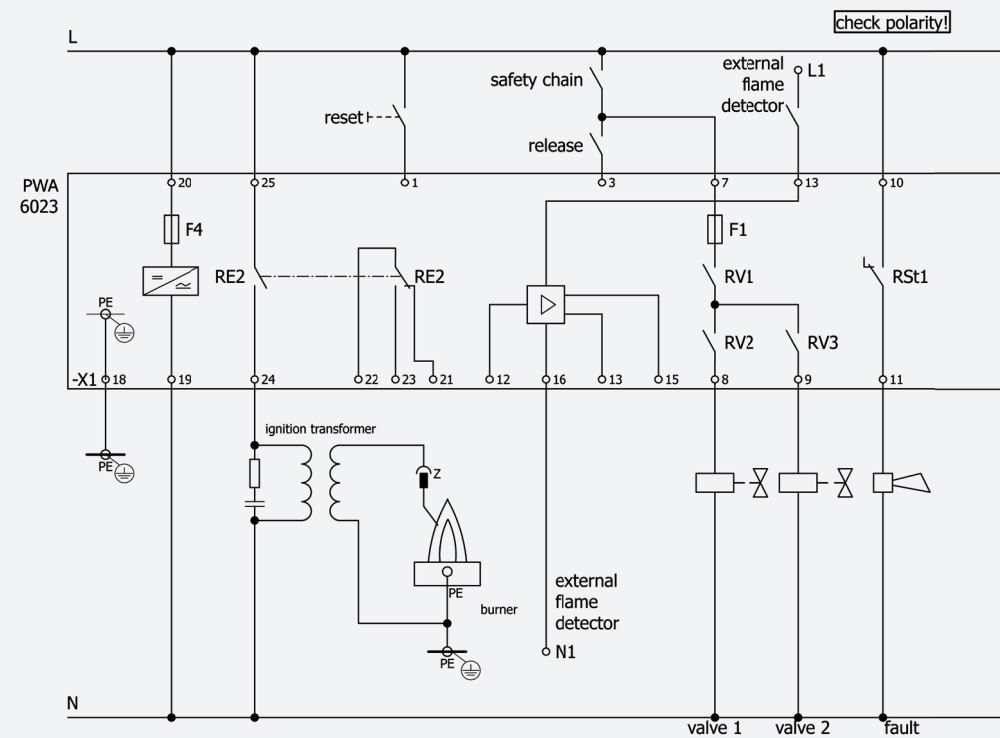 check polarity!
L
external
flame
detector
L1
safety chain
reset
release
PWA
6023
20
25
1
3
7
13
10
F4
F1
RE2
RE2
RV1
RSt1
PE
RV2
RV3
-X1
18
19
24
22
23
21
12
16
13
15
8
9
11
ignition transformer
PE
Z
external
flame
detector
PE
burner
N1
PE
N
valve 1
valve 2
fault